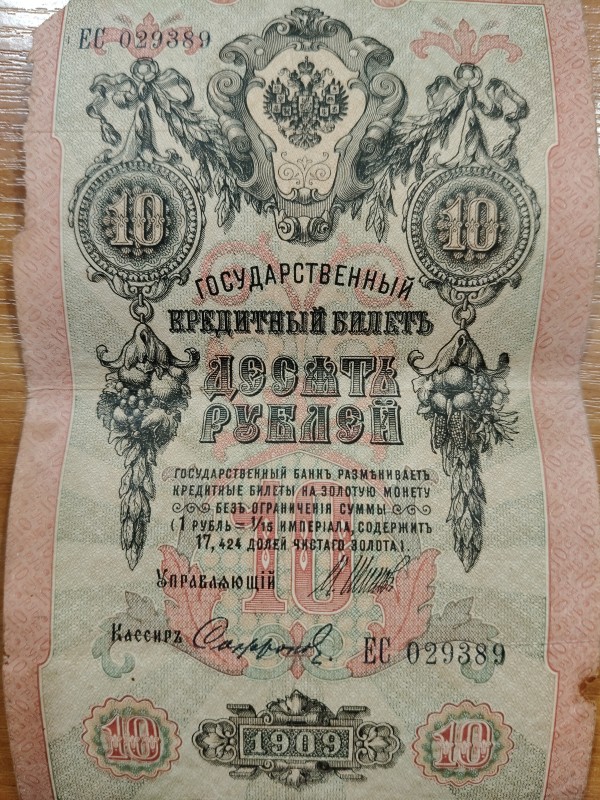 ЕС 029389
10 10
ГОСУДАРСТВЕННЫЙ
КРЕДИТНЫЙ БИЛЕТЪ
ДЕСЯТЬ
РУБЛЕЙ
ГОСУДАРСТВЕННЫЙ БАНКЪ РАЗМѢНИВАЕТЪ
КРЕДИТНЫЕ БИЛЕТЫ НА ЗОЛОТУЮ МОНЕТУ
БЕЗЪ ОГРАНИЧЕНІЯ СУММЫ
(1 РУБЛЬ = 1/15 ИМПЕРІАЛА, СОДЕРЖИТЪ
17,424 ДОЛЕЙ ЧИСТАГО ЗОЛОТА).
10
УПРАВЛЯЮЩІЙ
КАССИРЪ Софронов
ЕС 029389
10 1909 10